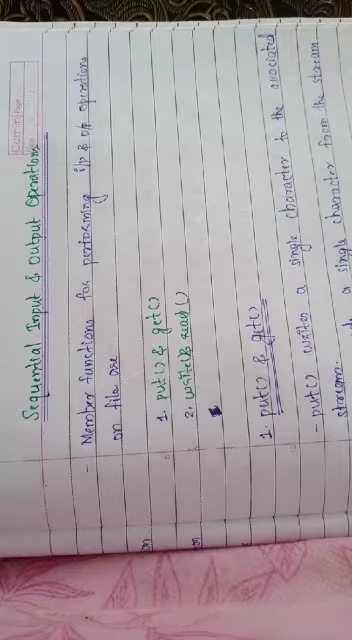 Sequential Input & Output Operations
- Member functions for performing i/p & o/p operations
on file are
1. put() & get()
2. write() & read()
1. put() & get()
- put() writes a single character to the associated
stream.
a single character from the stream